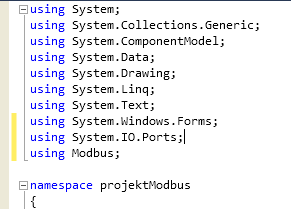 using System;
using System.Collections.Generic;
using System.ComponentModel;
using System.Data;
using System.Drawing;
using System.Linq;
using System.Text;
using System.Windows.Forms;
using System.IO.Ports;
using Modbus;
namespace projektModbus
{